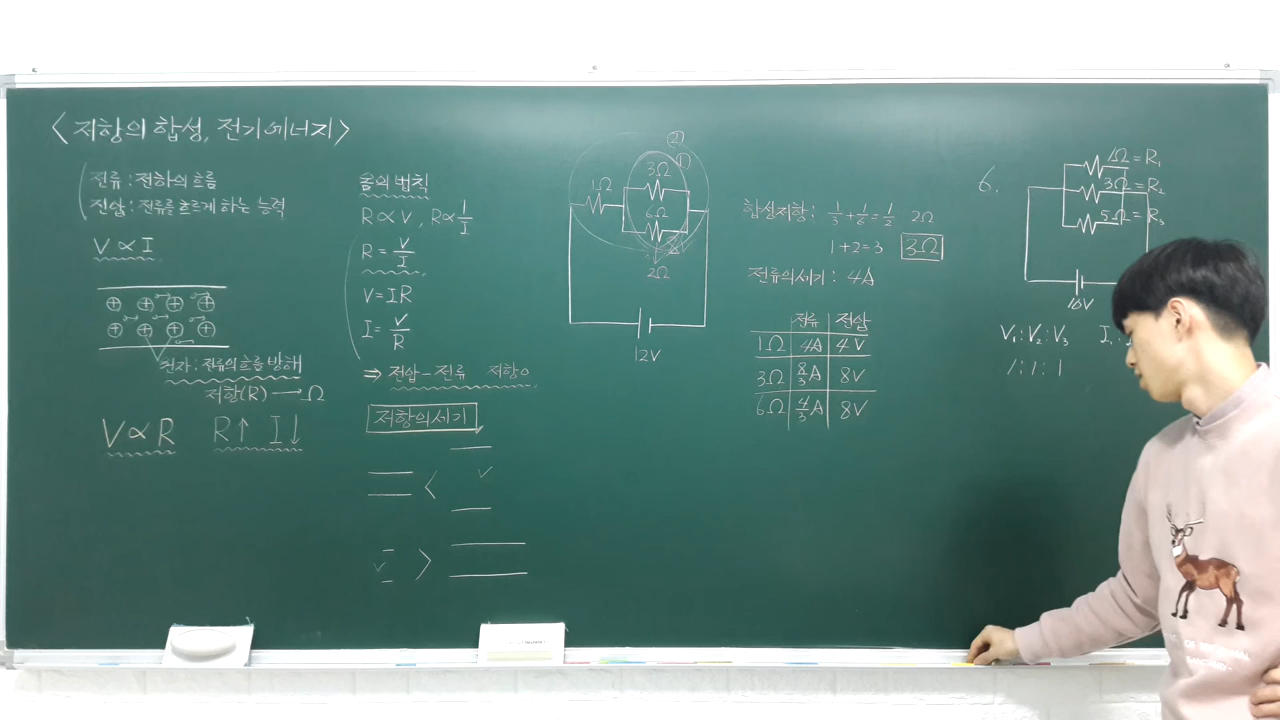 <저항의 합성, 전기에너지>
전류 : 전하의 흐름
전압 : 전류를 흐르게 하는 능력
V ∝ I
⊕ ⊕ ⊕ ⊕
⊕ ⊕ ⊕ ⊕
원자 : 전류의 흐름 방해
저항(R) → Ω
V ∝ R R↑ I↓
옴의 법칙
R ∝ V , R ∝ 1/I
R = V/I
V = IR
I = V/R
⇒ 전압 - 전류 저항
저항의 세기
<
>
②
①
1Ω
3Ω
6Ω
2Ω
12V
합성저항 : 1/3 + 1/6 = 1/2 2Ω
1 + 2 = 3 3Ω
전류의 세기 : 4A
전류 전압
1Ω 4A 4V
3Ω 8/3A 8V
6Ω 4/3A 8V
6.
1Ω = R₁
3Ω = R₂
5Ω = R₃
V₁ : V₂ : V₃ I₁ :
1 : 1 : 1